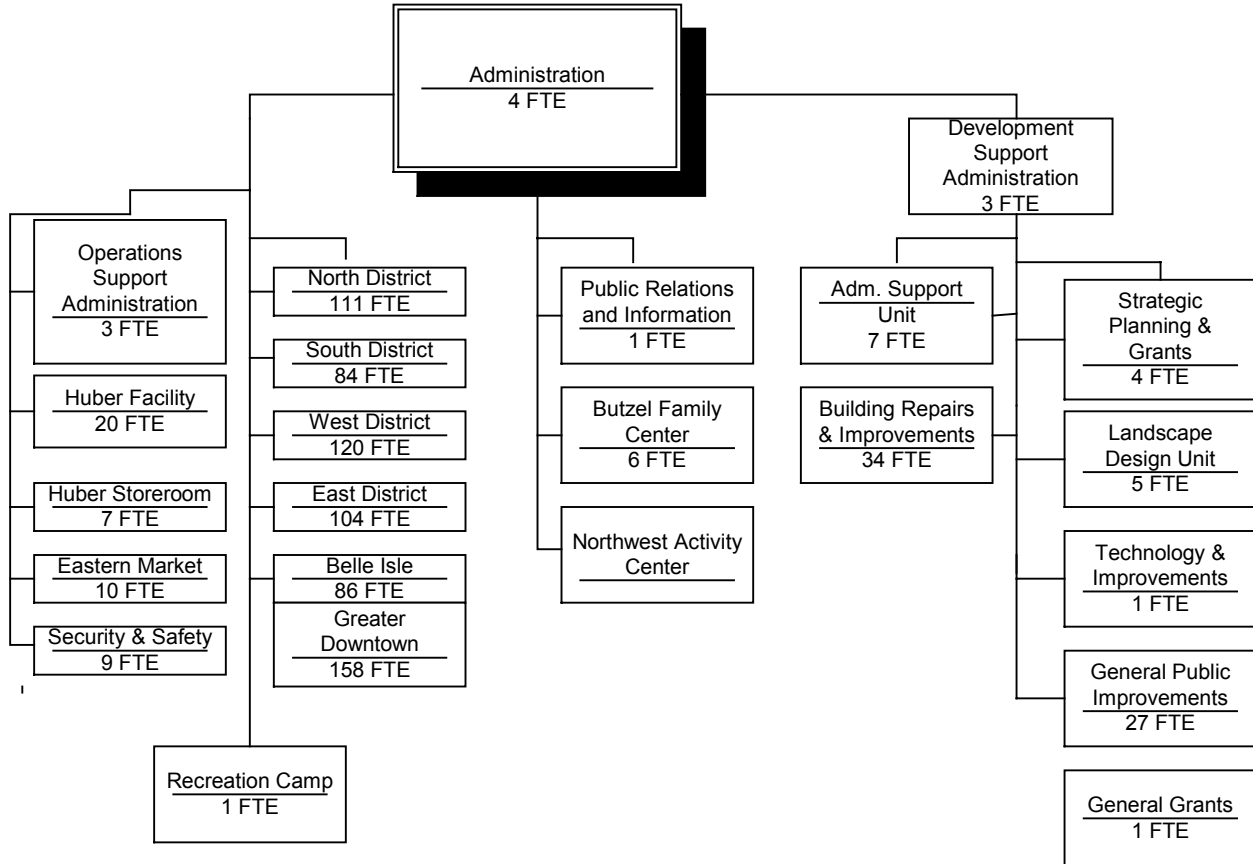 Administration
4 FTE
Development
Support
Administration
3 FTE
Operations
Support
Administration
3 FTE
Huber Facility
20 FTE
Huber Storeroom
7 FTE
Eastern Market
10 FTE
Security & Safety
9 FTE
North District
111 FTE
South District
84 FTE
West District
120 FTE
East District
104 FTE
Belle Isle
86 FTE
Greater
Downtown
158 FTE
Recreation Camp
1 FTE
Public Relations
and Information
1 FTE
Butzel Family
Center
6 FTE
Northwest Activity
Center
Adm. Support
Unit
7 FTE
Building Repairs
& Improvements
34 FTE
Strategic
Planning &
Grants
4 FTE
Landscape
Design Unit
5 FTE
Technology &
Improvements
1 FTE
General Public
Improvements
27 FTE
General Grants
1 FTE